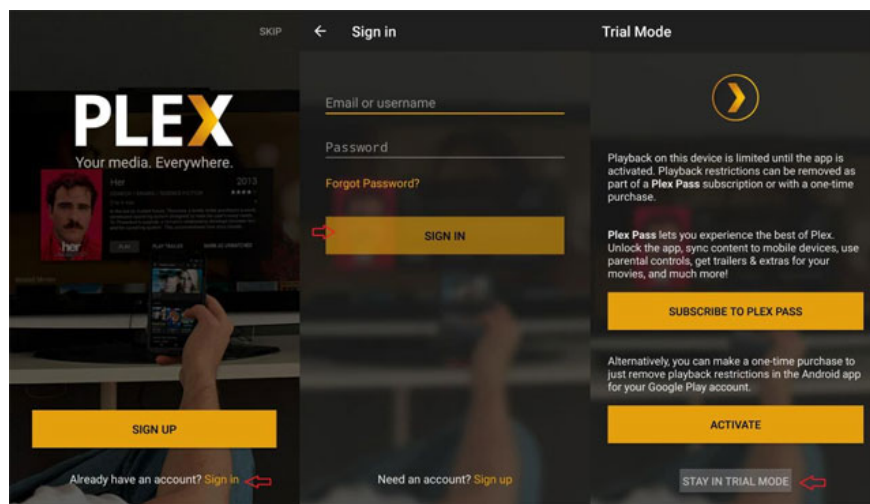 SKIP
PLEX
Your media. Everywhere.
Her
2013
her
PLAY TRAILER
MARK AS UNWATCHED
SIGN UP
Already have an account? Sign in
Sign in
Email or username
Password
Forgot Password?
SIGN IN
Need an account? Sign up
Trial Mode
Playback on this device is limited until the app is
activated. Playback restrictions can be removed as
part of a Plex Pass subscription or with a one-time
purchase.
Plex Pass lets you experience the best of Plex.
Unlock the app, sync content to mobile devices, use
parental controls, get trailers & extras for your
movies, and much more!
SUBSCRIBE TO PLEX PASS
Alternatively, you can make a one-time purchase to
just remove playback restrictions in the Android app
for your Google Play account.
ACTIVATE
STAY IN TRIAL MODE